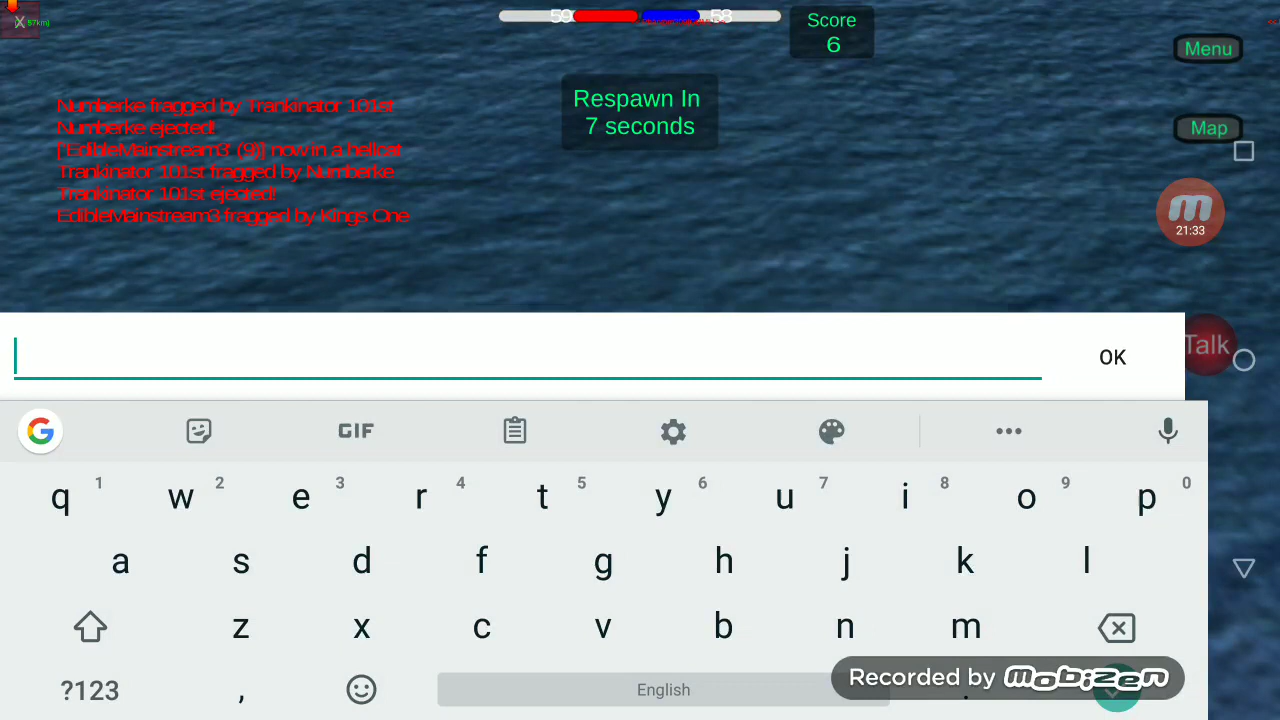 57km)
59
58
Score
6
Menu
Respawn In
7 seconds
Map
Numberke fragged by Trankinator 101st
Numberke ejected!
['EdibleMainstream3' (9)] now in a hellcat
Trankinator 101st fragged by Numberke
Trankinator 101st ejected!
EdibleMainstream3 fragged by Kings One
21:33
Talk
OK
GIF
q 1 w 2 e 3 r 4 t 5 y 6 u 7 i 8 o 9 p 0
a s d f g h j k l
z x c v b n m
?123 , English .
Recorded by mobizen